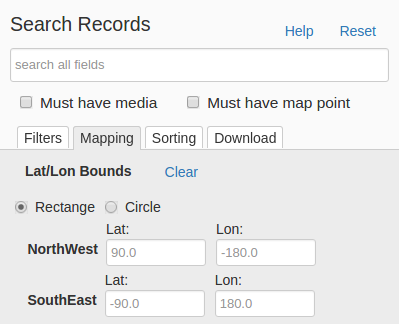 Search Records
Help Reset
search all fields
Must have media Must have map point
Filters Mapping Sorting Download
Lat/Lon Bounds Clear
Rectange Circle
Lat: Lon:
NorthWest 90.0 -180.0
Lat: Lon:
SouthEast -90.0 180.0